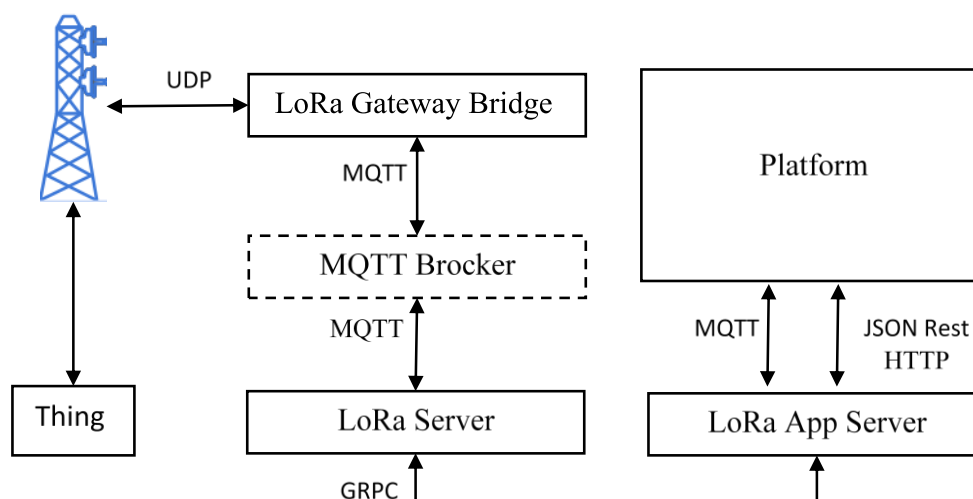 UDP
LoRa Gateway Bridge
MQTT
Platform
MQTT Brocker
MQTT
MQTT
JSON Rest
HTTP
Thing
LoRa Server
LoRa App Server
GRPC